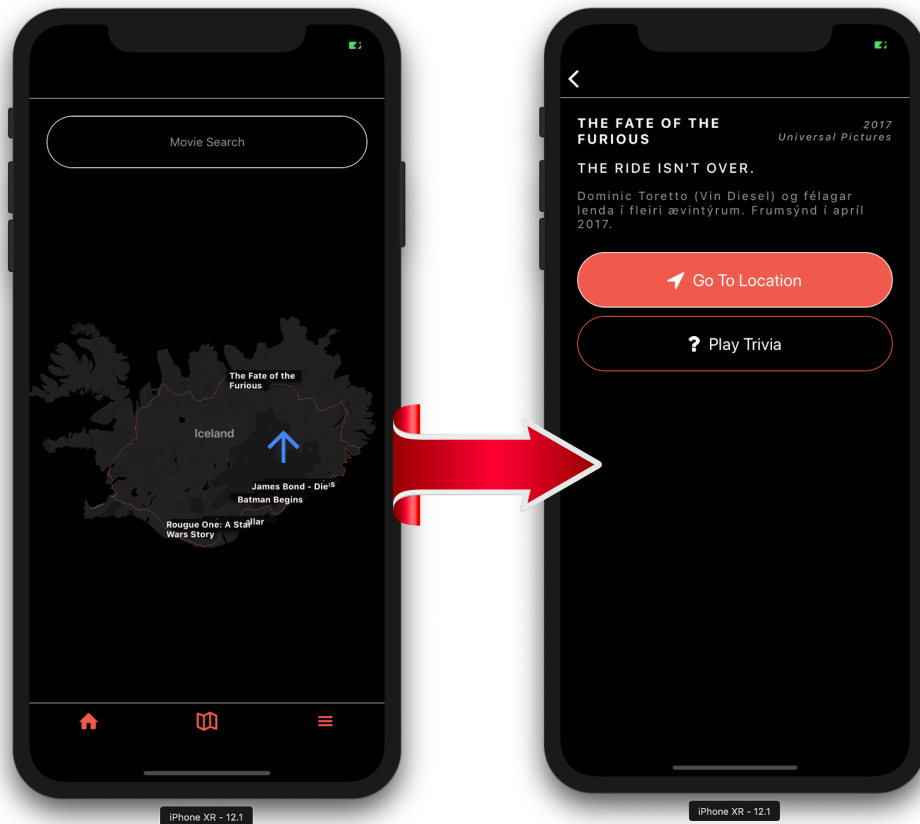 Movie Search
The Fate of the
Furious
Iceland
James Bond - Die
Batman Begins
Rougue One: A Star
Wars Story
iPhone XR - 12.1
THE FATE OF THE
FURIOUS
2017
Universal Pictures
THE RIDE ISN'T OVER.
Dominic Toretto (Vin Diesel) og félagar
lenda í fleiri ævintýrum. Frumsýnd í apríl
2017.
Go To Location
? Play Trivia
iPhone XR - 12.1